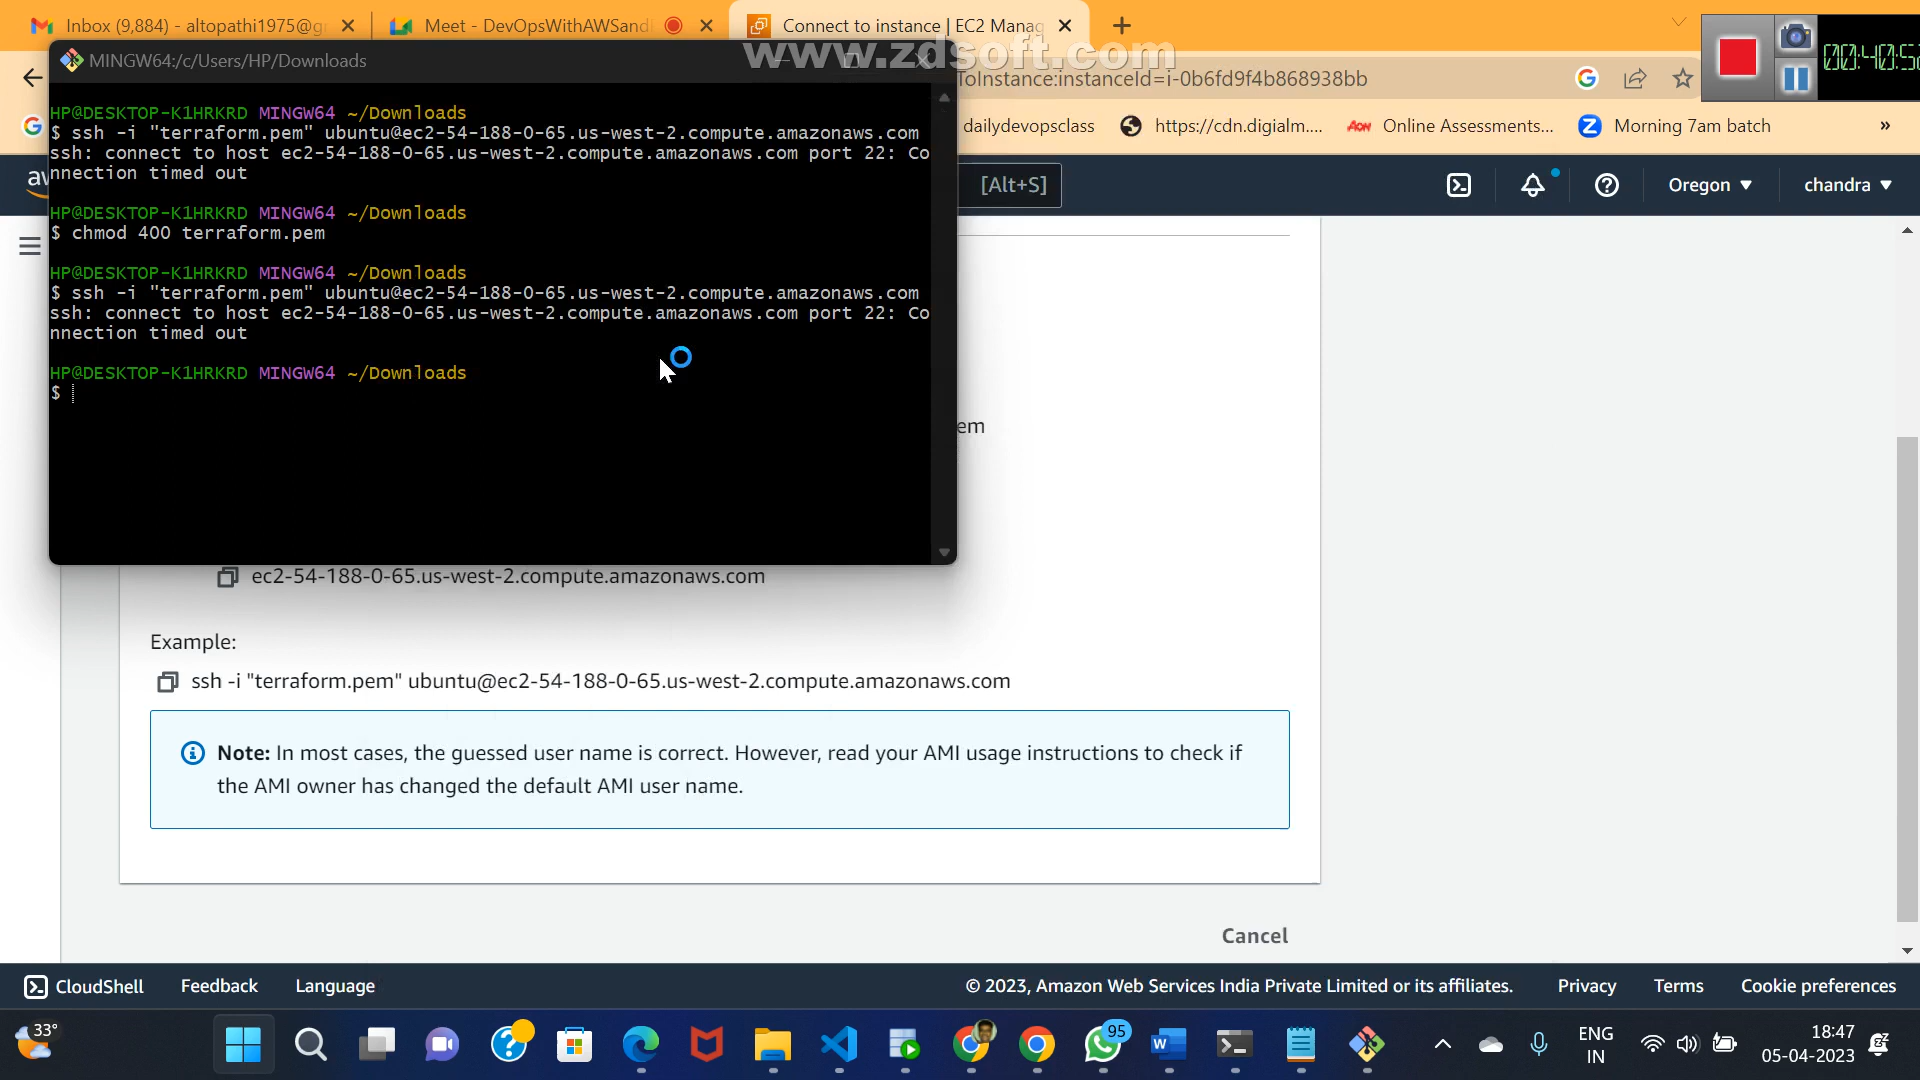 Inbox (9,884) - altopathi1975@g
Meet - DevOpsWithAWSandI
Connect to instance | EC2 Manag
www.zdsoft.com
MINGW64:/c/Users/HP/Downloads
ToInstance:instanceId=i-0b6fd9f4b868938bb
00:40:5
dailydevopsclass
https://cdn.digialm....
Aon
Online Assessments...
Z
Morning 7am batch
»
aw
[Alt+S]
Oregon
chandra
HP@DESKTOP-K1HRKRD MINGW64 ~/Downloads
$ ssh -i "terraform.pem" ubuntu@ec2-54-188-0-65.us-west-2.compute.amazonaws.com
ssh: connect to host ec2-54-188-0-65.us-west-2.compute.amazonaws.com port 22: Co
nnection timed out
HP@DESKTOP-K1HRKRD MINGW64 ~/Downloads
$ chmod 400 terraform.pem
HP@DESKTOP-K1HRKRD MINGW64 ~/Downloads
$ ssh -i "terraform.pem" ubuntu@ec2-54-188-0-65.us-west-2.compute.amazonaws.com
ssh: connect to host ec2-54-188-0-65.us-west-2.compute.amazonaws.com port 22: Co
nnection timed out
HP@DESKTOP-K1HRKRD MINGW64 ~/Downloads
$
em
ec2-54-188-0-65.us-west-2.compute.amazonaws.com
Example:
ssh -i "terraform.pem" ubuntu@ec2-54-188-0-65.us-west-2.compute.amazonaws.com
Note: In most cases, the guessed user name is correct. However, read your AMI usage instructions to check if
the AMI owner has changed the default AMI user name.
Cancel
CloudShell
Feedback
Language
© 2023, Amazon Web Services India Private Limited or its affiliates.
Privacy
Terms
Cookie preferences
33°
95
ENG
IN
18:47
05-04-2023